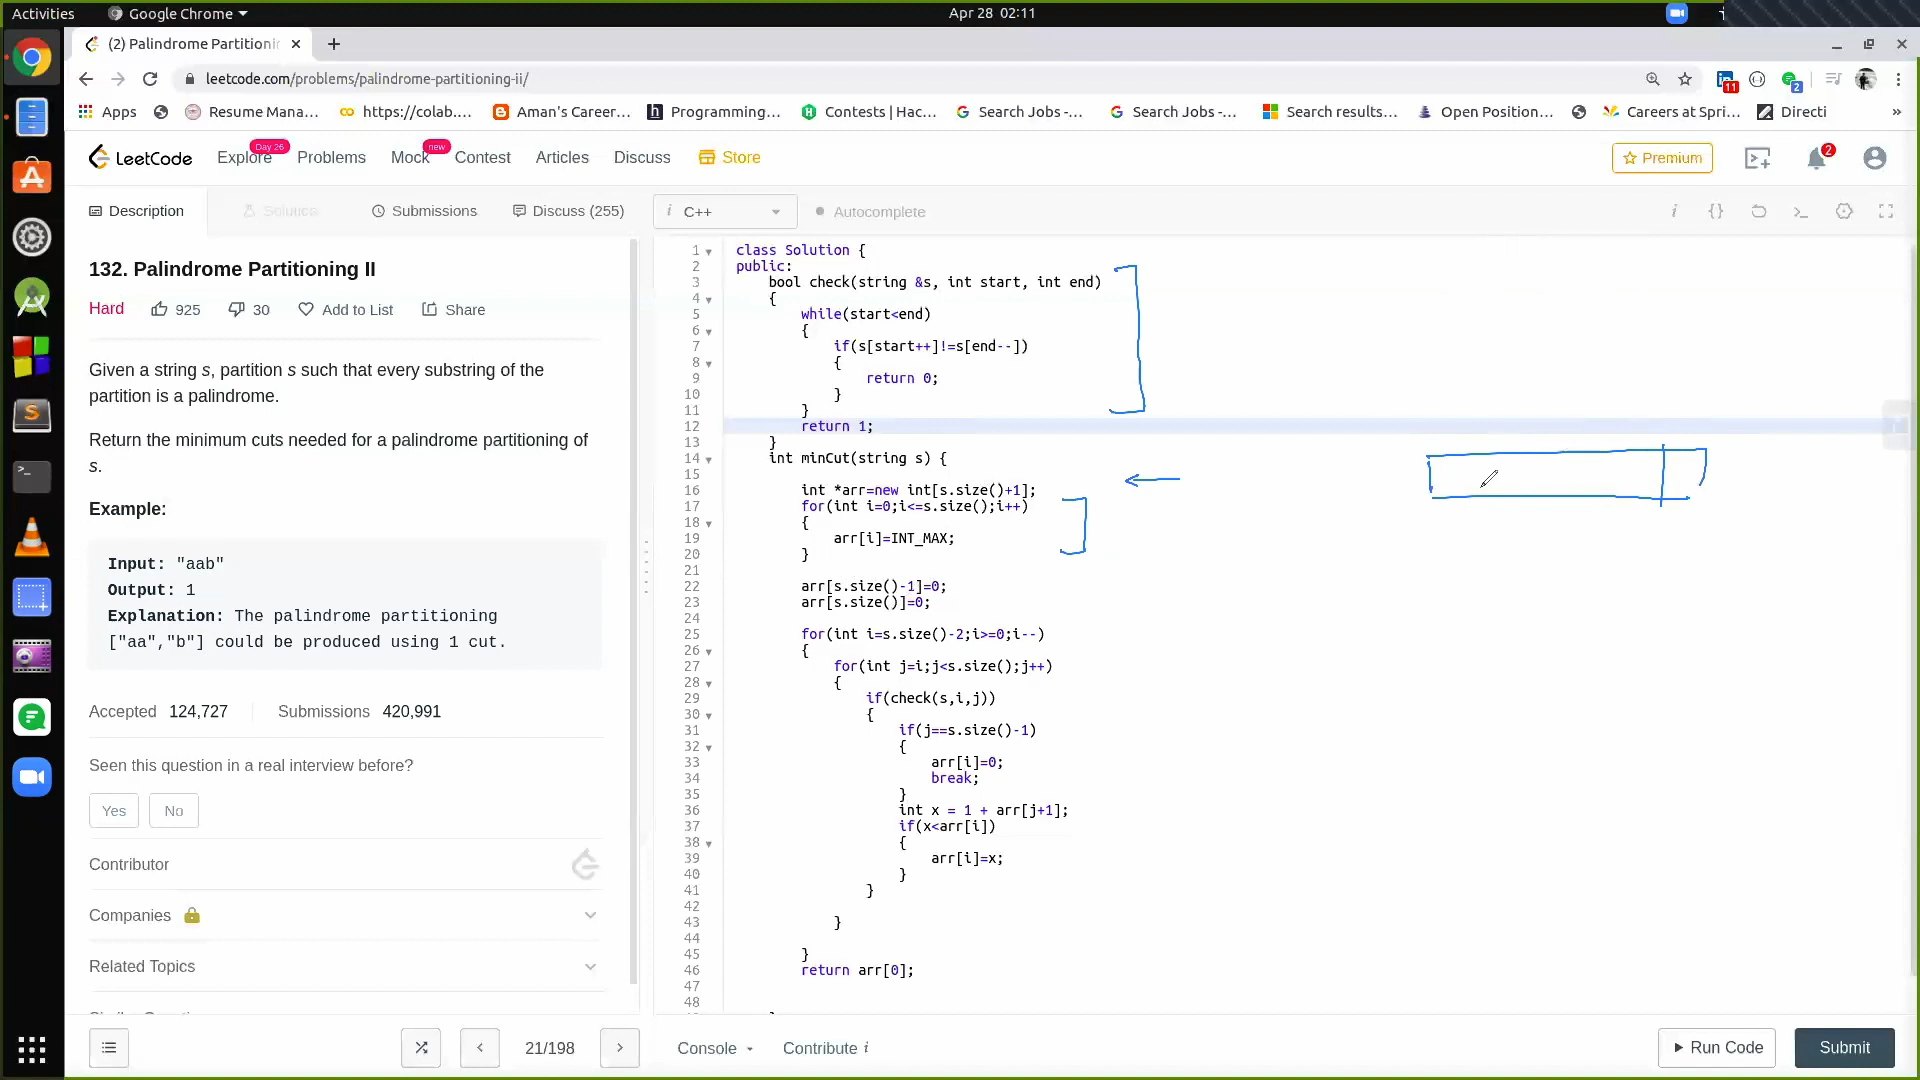 Activities
Google Chrome
Apr 28 02:11
(2) Palindrome Partitionin
leetcode.com/problems/palindrome-partitioning-ii/
11
2
Apps
Resume Mana...
https://colab....
Aman's Career...
Programming...
Contests | Hac...
Search Jobs -...
Search Jobs -...
Search results...
Open Position...
Careers at Spri...
Directi
»
LeetCode
Explore
Day 26
Problems
Mock
new
Contest
Articles
Discuss
Store
Premium
2
Description
Solution
Submissions
Discuss (255)
i C++
Autocomplete
132. Palindrome Partitioning II
Hard
925
30
Add to List
Share
Given a string s, partition s such that every substring of the
partition is a palindrome.
Return the minimum cuts needed for a palindrome partitioning of
s.
Example:
Input: "aab"
Output: 1
Explanation: The palindrome partitioning
["aa","b"] could be produced using 1 cut.
Accepted 124,727
Submissions 420,991
Seen this question in a real interview before?
Yes
No
Contributor
Companies
Related Topics
21/198
1 class Solution {
2 public:
3 bool check(string &s, int start, int end)
4 {
5 while(start<end)
6 {
7 if(s[start++]!=s[end--])
8 {
9 return 0;
10 }
11 }
12 return 1;
13 }
14 int minCut(string s) {
15
16 int *arr=new int[s.size()+1];
17 for(int i=0;i<=s.size();i++)
18 {
19 arr[i]=INT_MAX;
20 }
21
22 arr[s.size()-1]=0;
23 arr[s.size()]=0;
24
25 for(int i=s.size()-2;i>=0;i--)
26 {
27 for(int j=i;j<s.size();j++)
28 {
29 if(check(s,i,j))
30 {
31 if(j==s.size()-1)
32 {
33 arr[i]=0;
34 break;
35 }
36 int x = 1 + arr[j+1];
37 if(x<arr[i])
38 {
39 arr[i]=x;
40 }
41 }
42
43 }
44
45 }
46 return arr[0];
47
48
Console
Contribute i
Run Code
Submit